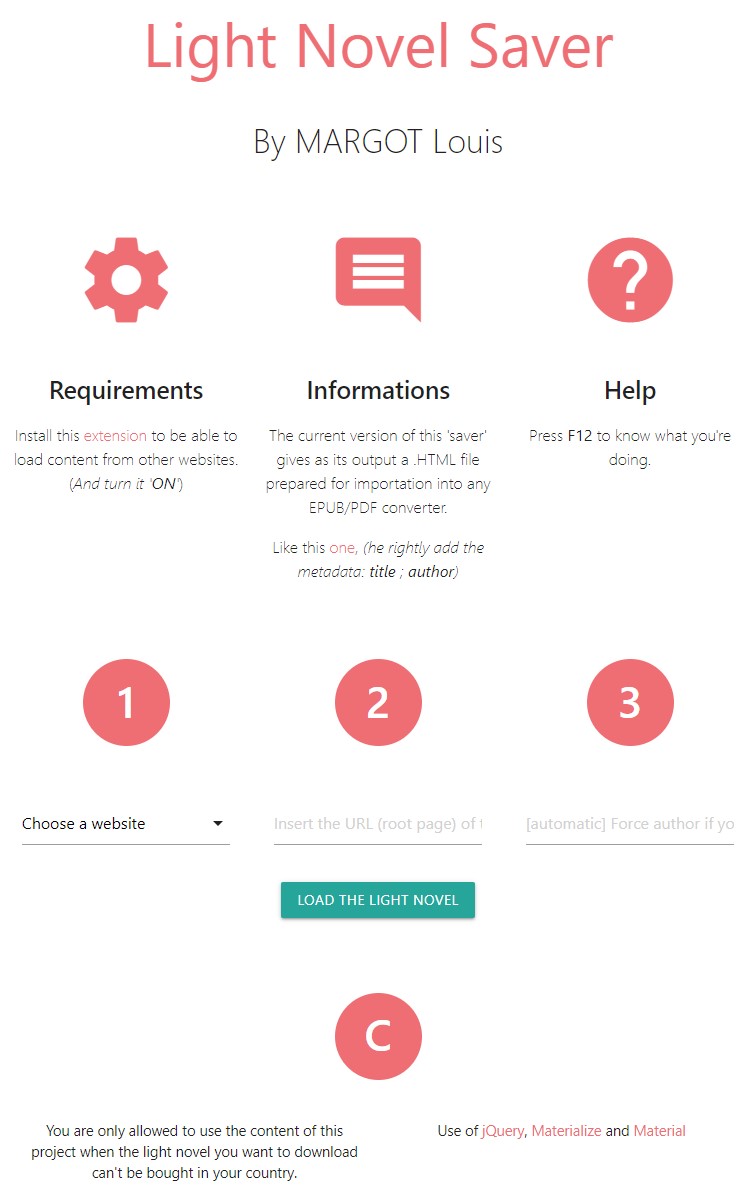 Light Novel Saver
By MARGOT Louis
Requirements
Install this extension to be able to
load content from other websites.
(And turn it 'ON')
Informations
The current version of this 'saver'
gives as its output a .HTML file
prepared for importation into any
EPUB/PDF converter.
Like this one, (he rightly add the
metadata: title ; author)
Help
Press F12 to know what you're
doing.
1
2
3
Choose a website
Insert the URL (root page) of
[automatic] Force author if yo
LOAD THE LIGHT NOVEL
C
You are only allowed to use the content of this
project when the light novel you want to download
can't be bought in your country.
Use of jQuery, Materialize and Material